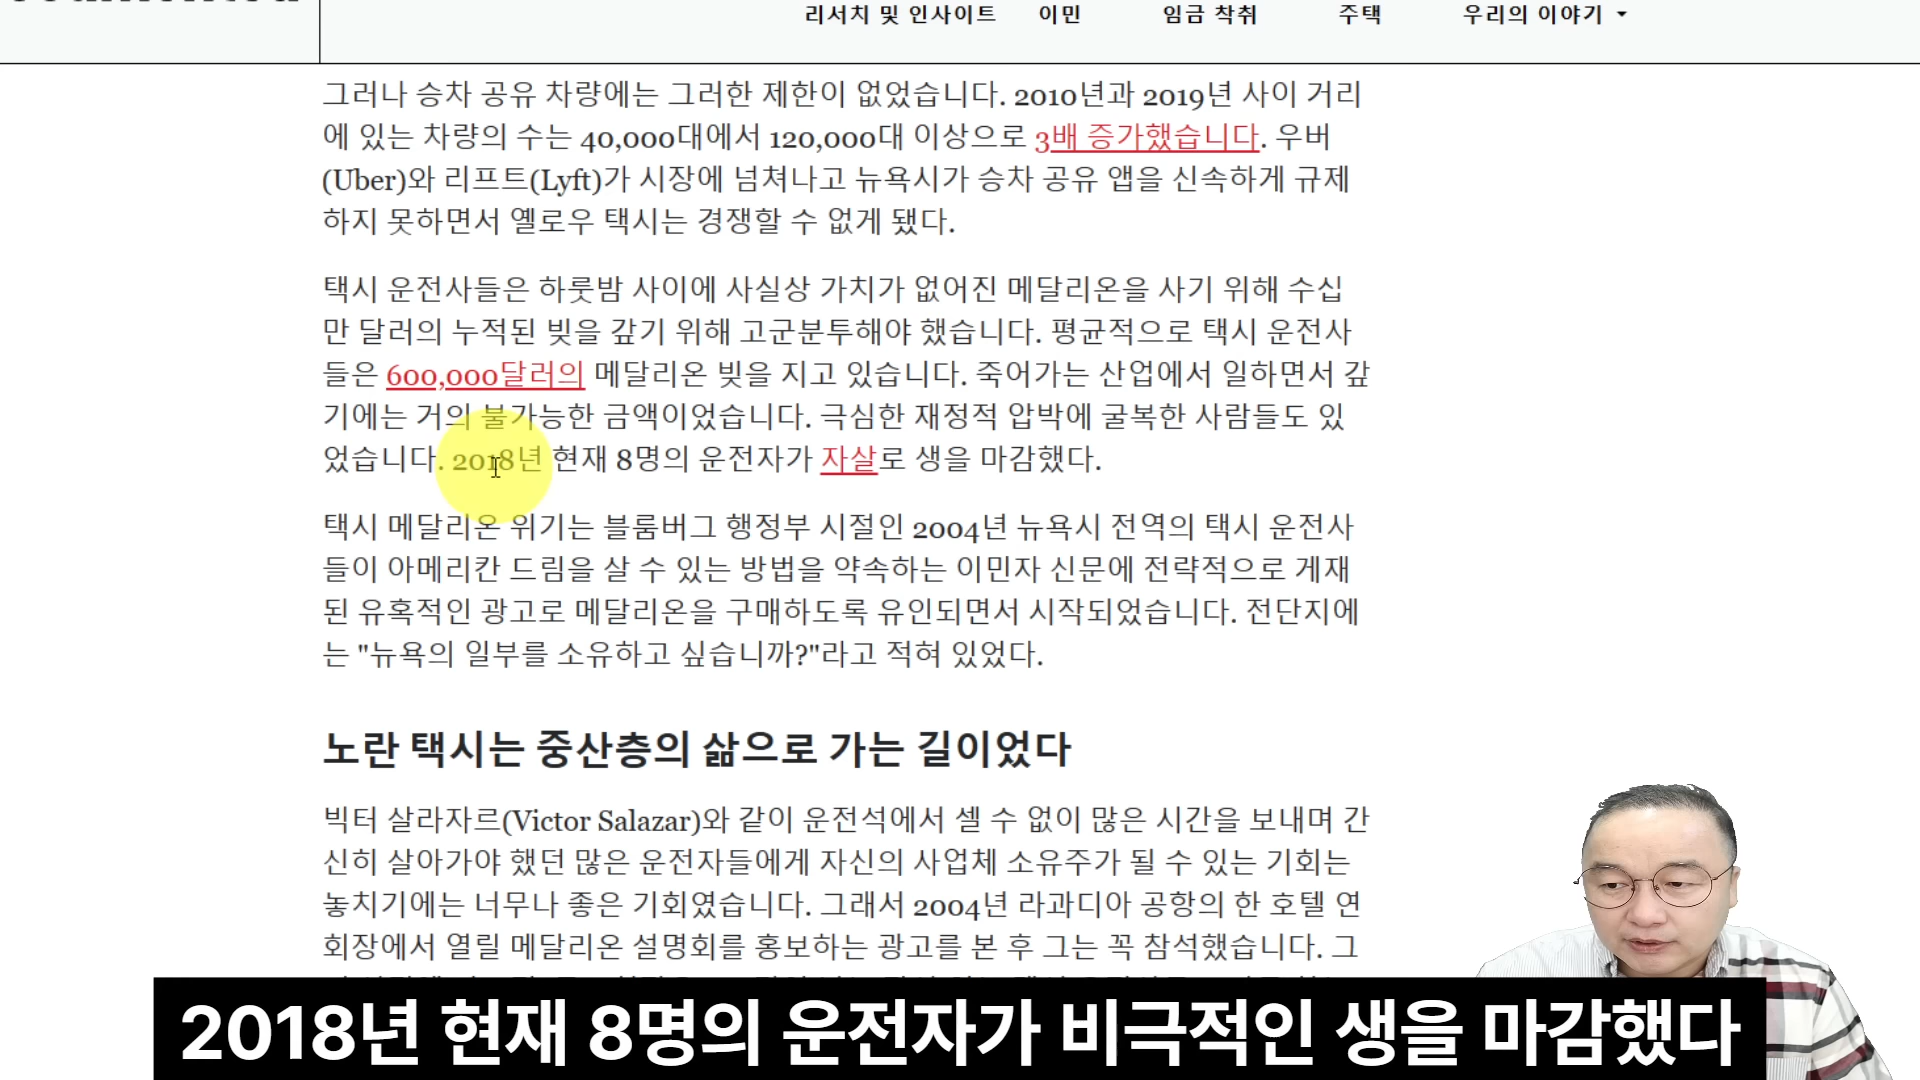 리서치 및 인사이트 이민 임금 착취 주택 우리의 이야기
그러나 승차 공유 차량에는 그러한 제한이 없었습니다. 2010년과 2019년 사이 거리
에 있는 차량의 수는 40,000대에서 120,000대 이상으로 3배 증가했습니다. 우버
(Uber)와 리프트(Lyft)가 시장에 넘쳐나고 뉴욕시가 승차 공유 앱을 신속하게 규제
하지 못하면서 옐로우 택시는 경쟁할 수 없게 됐다.
택시 운전사들은 하룻밤 사이에 사실상 가치가 없어진 메달리온을 사기 위해 수십
만 달러의 누적된 빚을 갚기 위해 고군분투해야 했습니다. 평균적으로 택시 운전사
들은 600,000달러의 메달리온 빚을 지고 있습니다. 죽어가는 산업에서 일하면서 갚
기에는 거의 불가능한 금액이었습니다. 극심한 재정적 압박에 굴복한 사람들도 있
었습니다. 2018년 현재 8명의 운전자가 자살로 생을 마감했다.
택시 메달리온 위기는 블룸버그 행정부 시절인 2004년 뉴욕시 전역의 택시 운전사
들이 아메리칸 드림을 살 수 있는 방법을 약속하는 이민자 신문에 전략적으로 게재
된 유혹적인 광고로 메달리온을 구매하도록 유인되면서 시작되었습니다. 전단지에
는 "뉴욕의 일부를 소유하고 싶습니까?"라고 적혀 있었다.
노란 택시는 중산층의 삶으로 가는 길이었다
빅터 살라자르(Victor Salazar)와 같이 운전석에서 셀 수 없이 많은 시간을 보내며 간
신히 살아가야 했던 많은 운전자들에게 자신의 사업체 소유주가 될 수 있는 기회는
놓치기에는 너무나 좋은 기회였습니다. 그래서 2004년 라과디아 공항의 한 호텔 연
회장에서 열릴 메달리온 설명회를 홍보하는 광고를 본 후 그는 꼭 참석했습니다. 그
2018년 현재 8명의 운전자가 비극적인 생을 마감했다